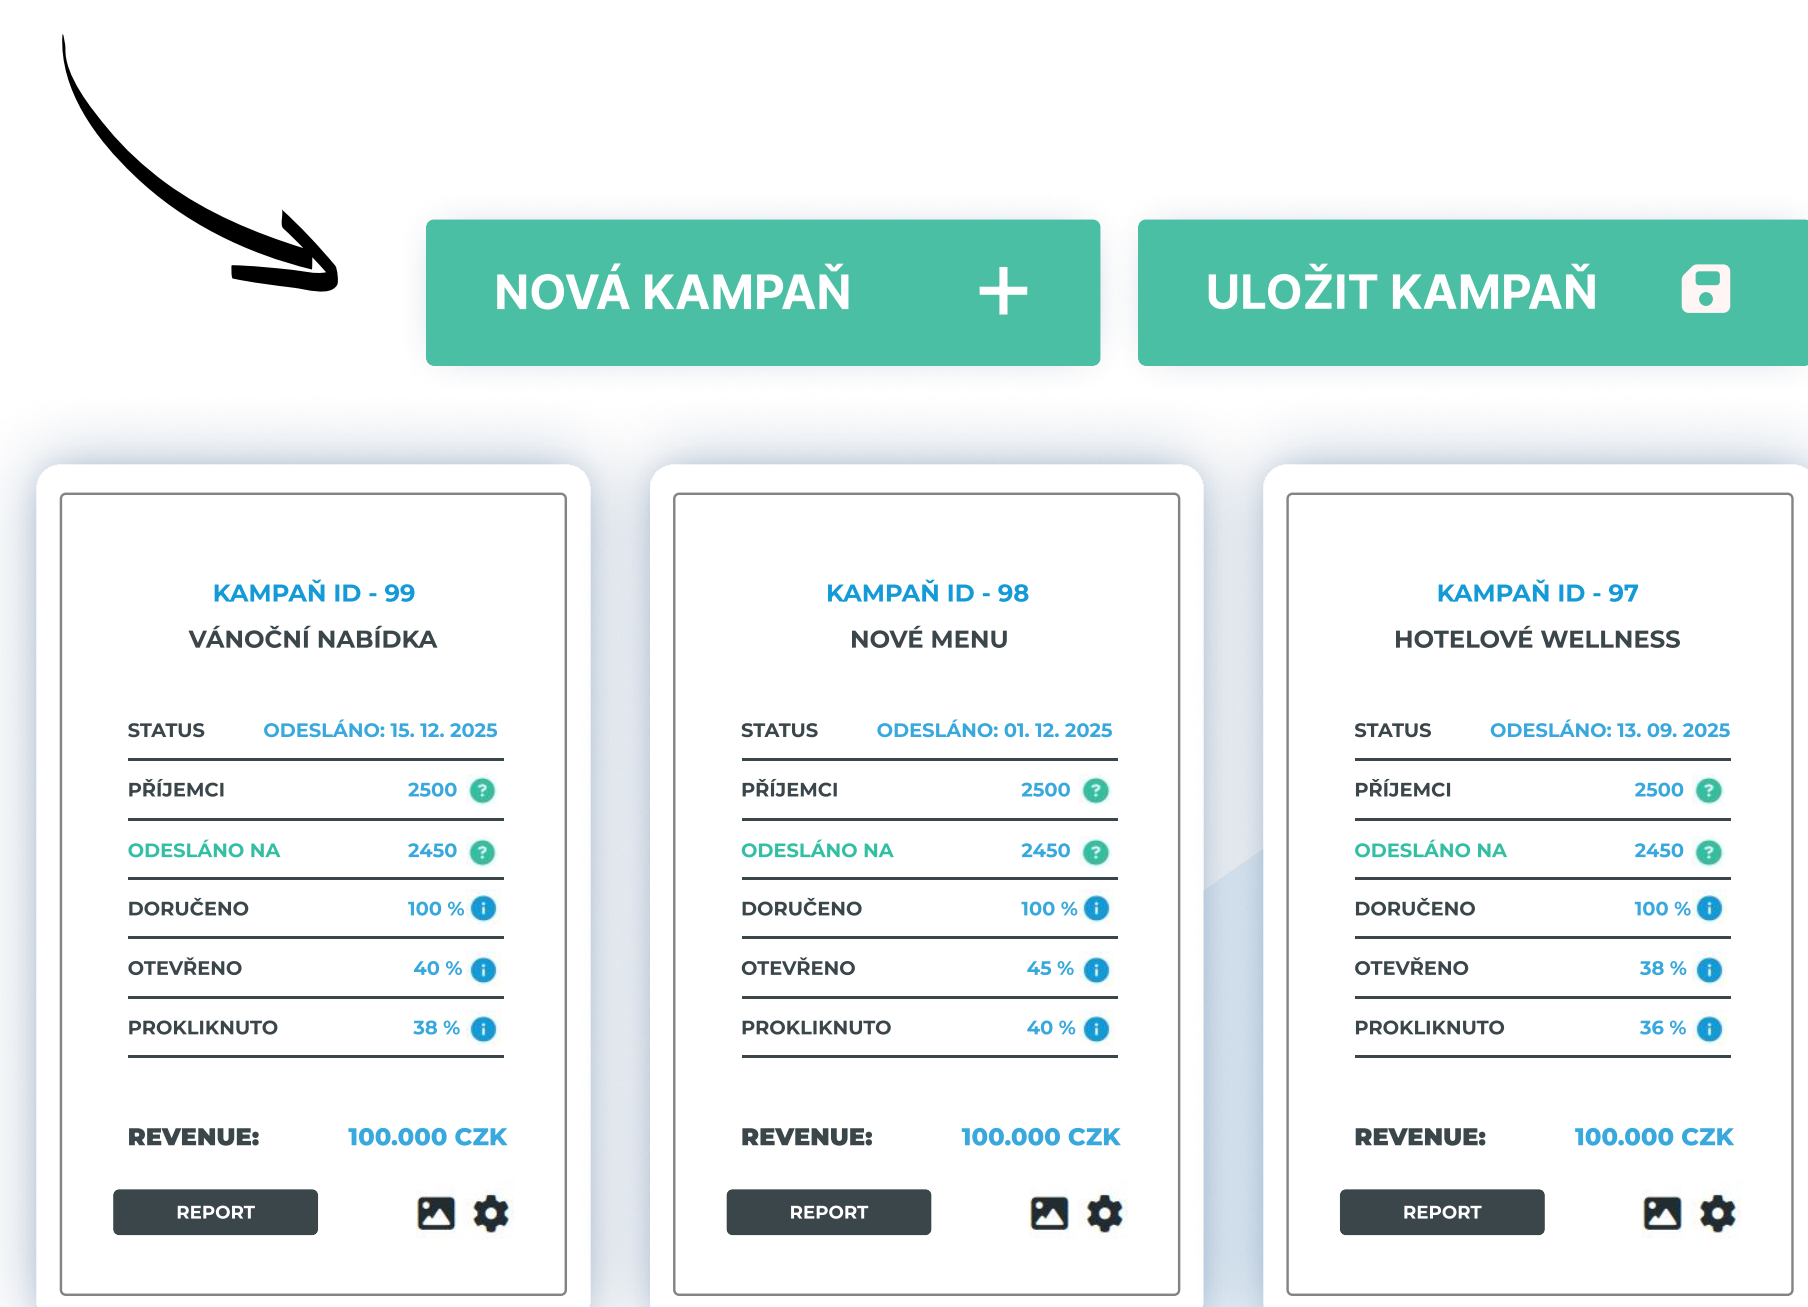 NOVÁ KAMPAŇ
ULOŽIT KAMPAŇ
KAMPAŇ ID - 99
VÁNOČNÍ NABÍDKA
STATUS ODESLÁNO: 15. 12. 2025
PŘÍJEMCI 2500 ?
ODESLÁNO NA 2450 ?
DORUČENO 100 % i
OTEVŘENO 40 % i
PROKLIKNUTO 38 % i
REVENUE: 100.000 CZK
REPORT
KAMPAŇ ID - 98
NOVÉ MENU
STATUS ODESLÁNO: 01. 12. 2025
PŘÍJEMCI 2500 ?
ODESLÁNO NA 2450 ?
DORUČENO 100 % i
OTEVŘENO 45 % i
PROKLIKNUTO 40 % i
REVENUE: 100.000 CZK
REPORT
KAMPAŇ ID - 97
HOTELOVÉ WELLNESS
STATUS ODESLÁNO: 13. 09. 2025
PŘÍJEMCI 2500 ?
ODESLÁNO NA 2450 ?
DORUČENO 100 % i
OTEVŘENO 38 % i
PROKLIKNUTO 36 % i
REVENUE: 100.000 CZK
REPORT